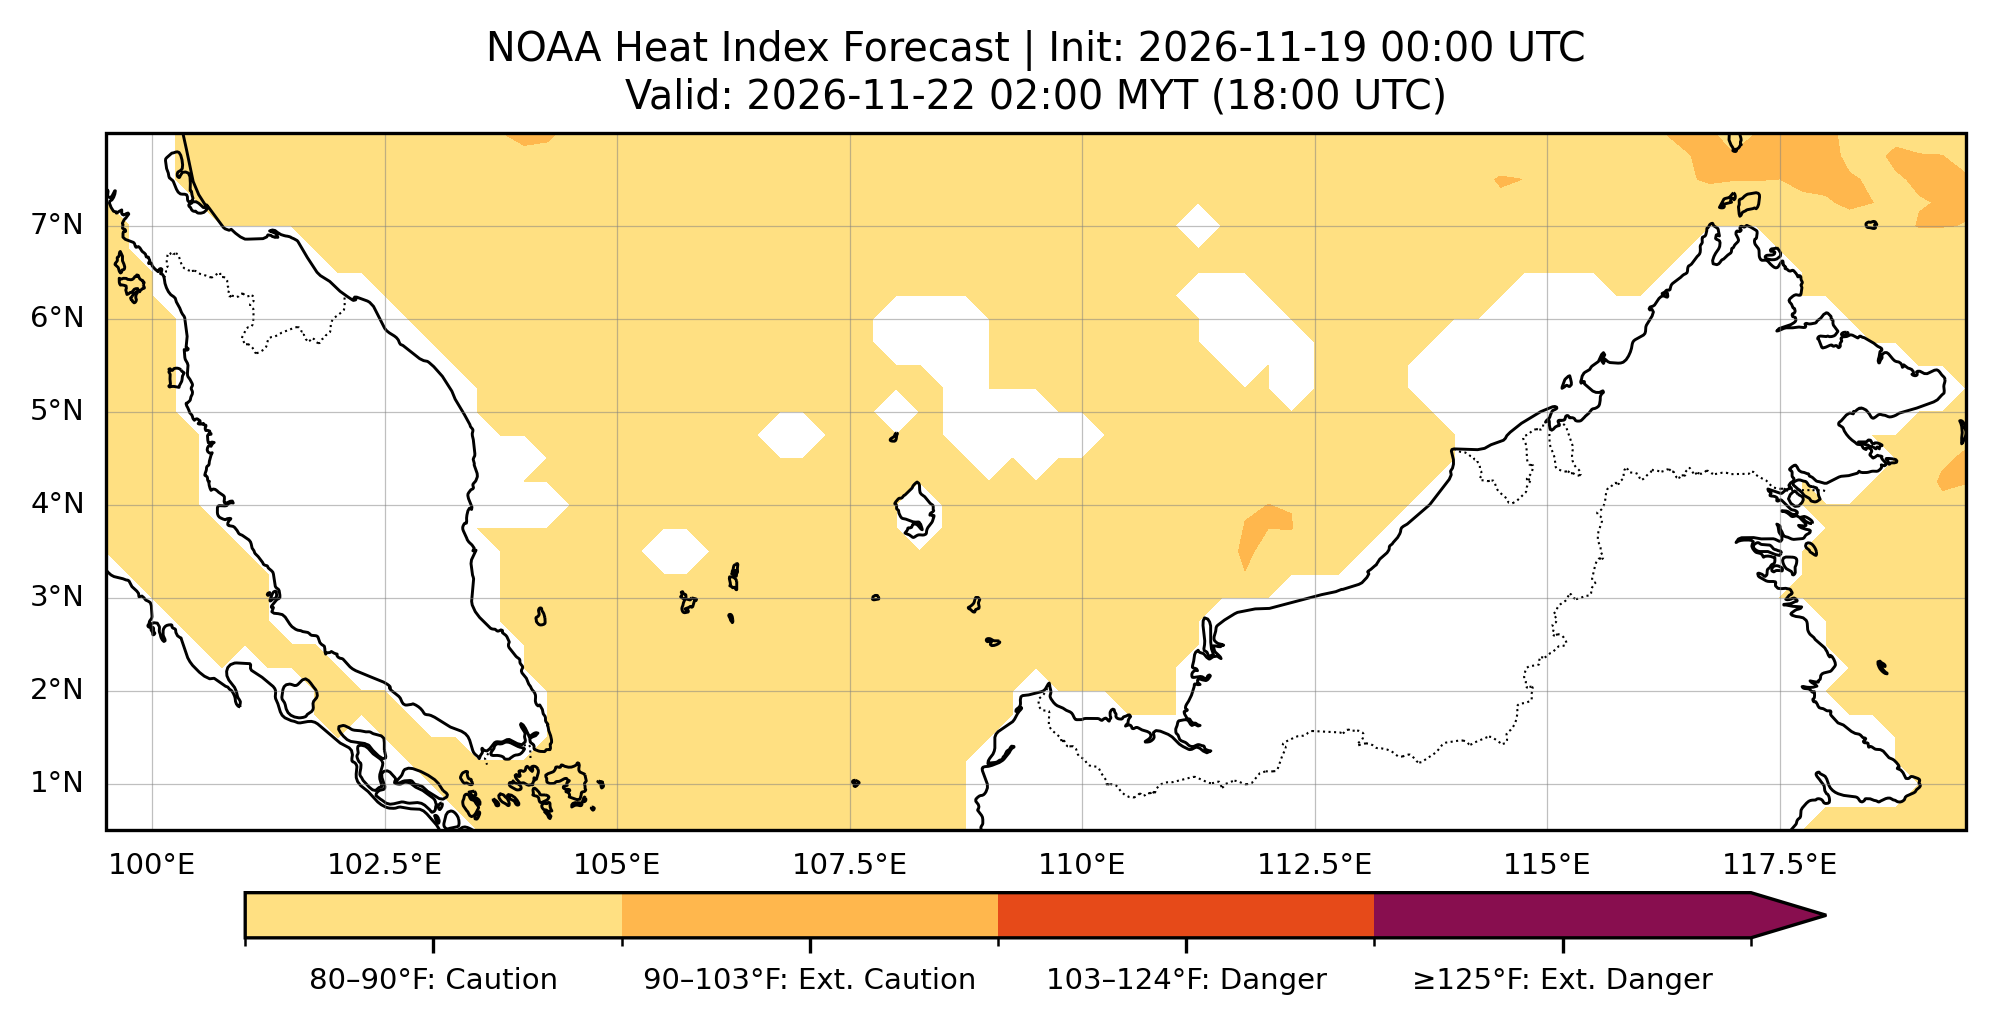 NOAA Heat Index Forecast | Init: 2026-11-19 00:00 UTC
Valid: 2026-11-22 02:00 MYT (18:00 UTC)
7°N
6°N
5°N
4°N
3°N
2°N
1°N
100°E 102.5°E 105°E 107.5°E 110°E 112.5°E 115°E 117.5°E
80–90°F: Caution 90–103°F: Ext. Caution 103–124°F: Danger ≥125°F: Ext. Danger